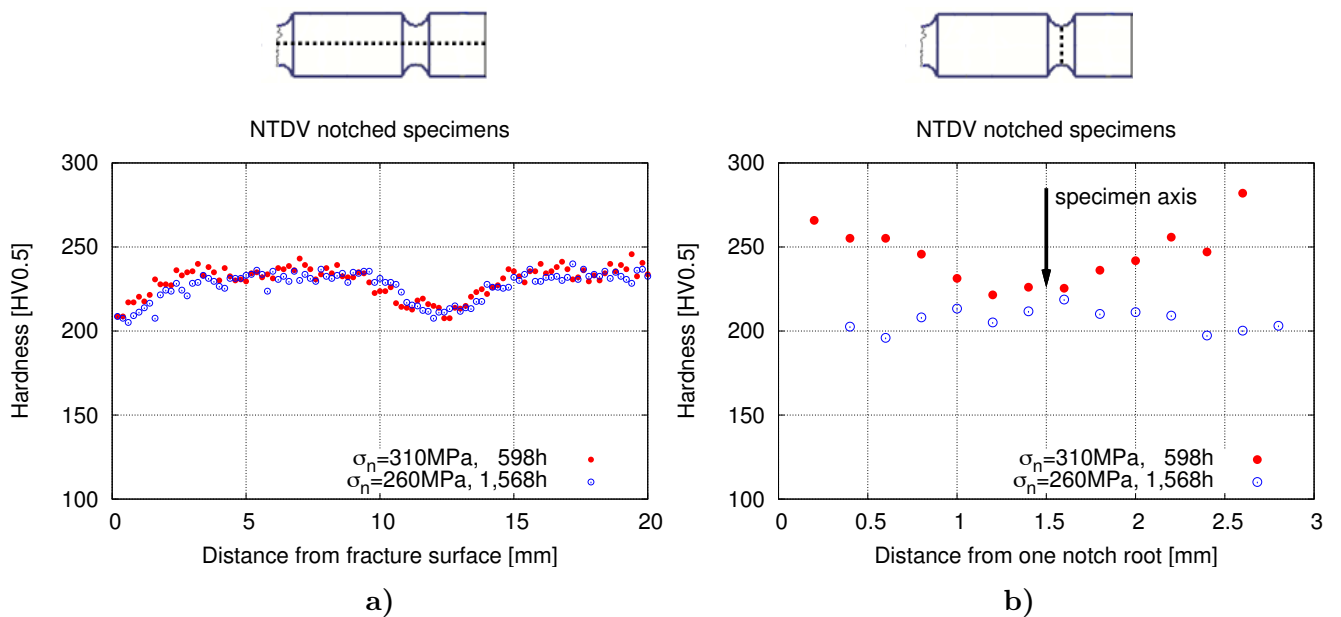 NTDV notched specimens
300
250
200
150
100
Hardness [HV0.5]
σn=310MPa, 598h
σn=260MPa, 1,568h
0 5 10 15 20
Distance from fracture surface [mm]
a)
NTDV notched specimens
300
250
200
150
100
Hardness [HV0.5]
specimen axis
σn=310MPa, 598h
σn=260MPa, 1,568h
0 0.5 1 1.5 2 2.5 3
Distance from one notch root [mm]
b)